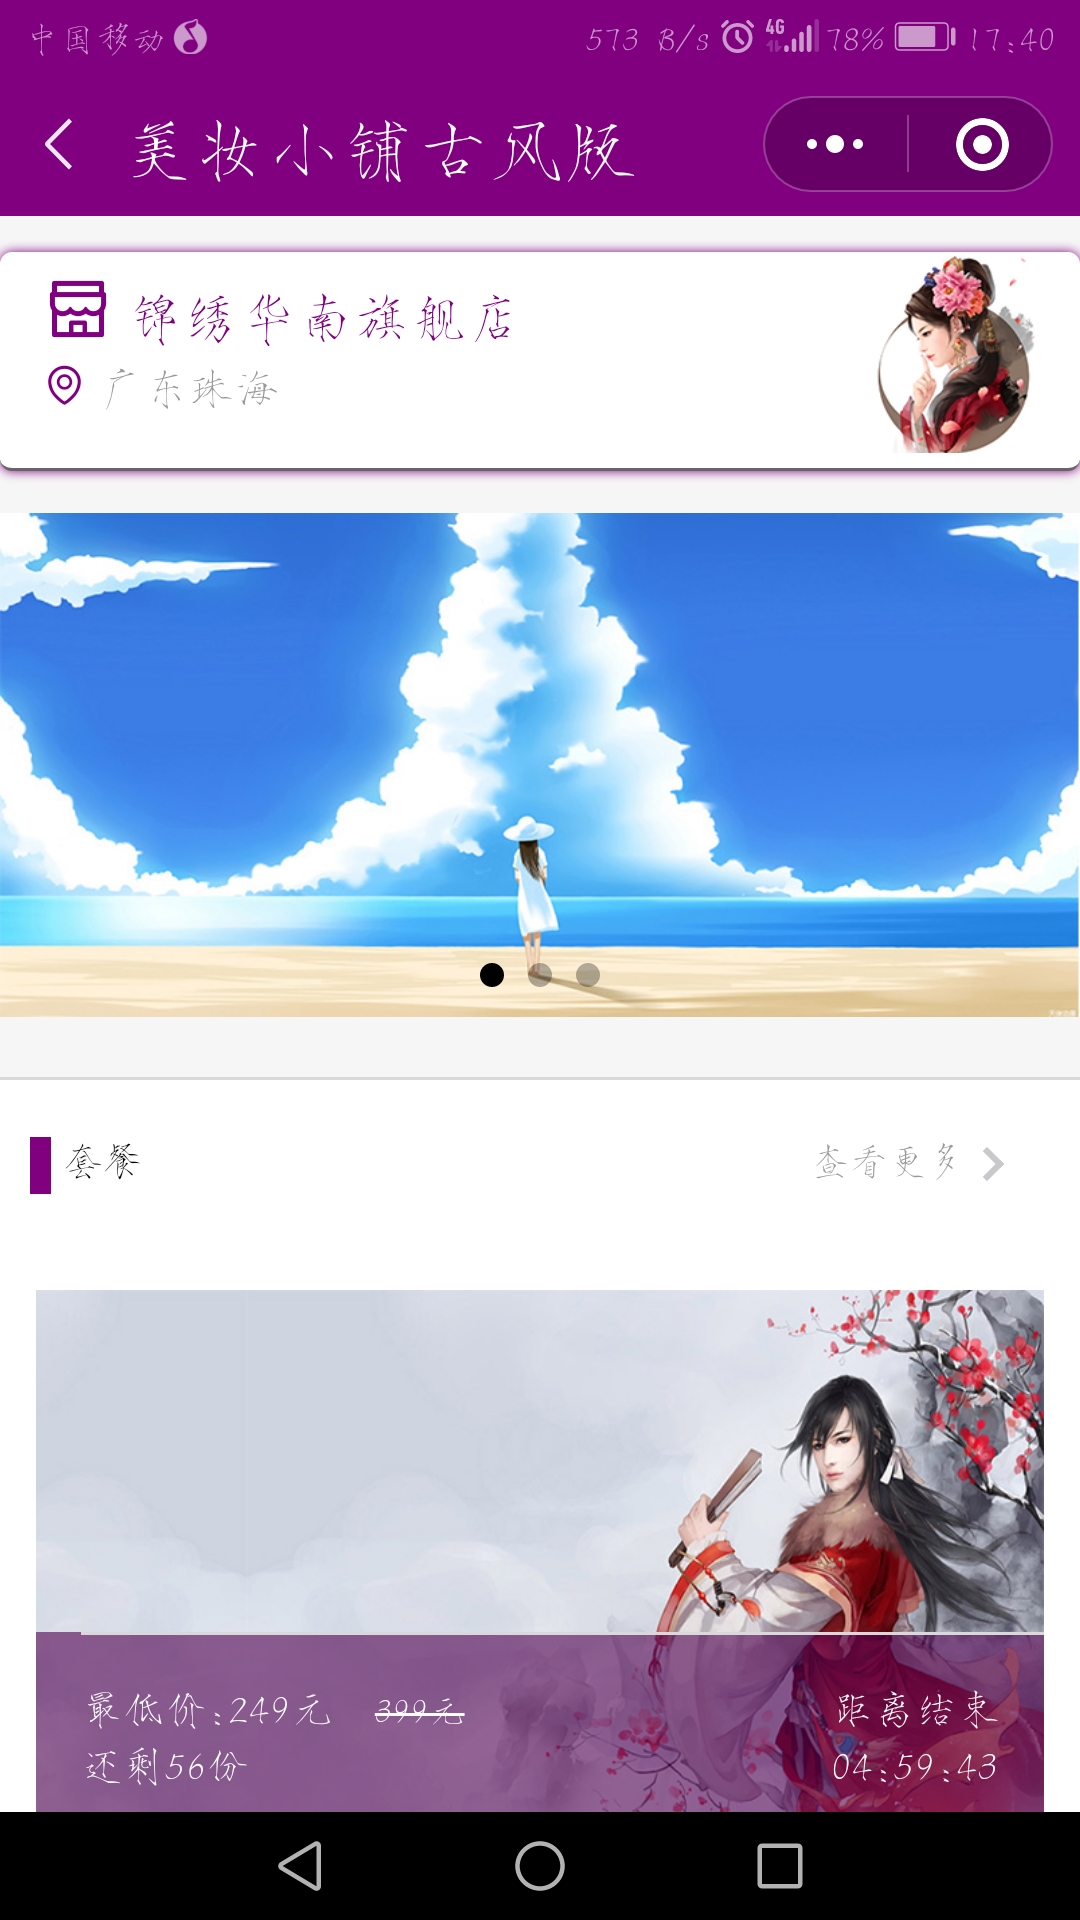 中国移动 573 B/s 4G 78% 17:40
美妆小铺古风版
锦绣华南旗舰店
广东珠海
套餐 查看更多
最低价:249元 399元 距离结束
还剩56份 04:59:43